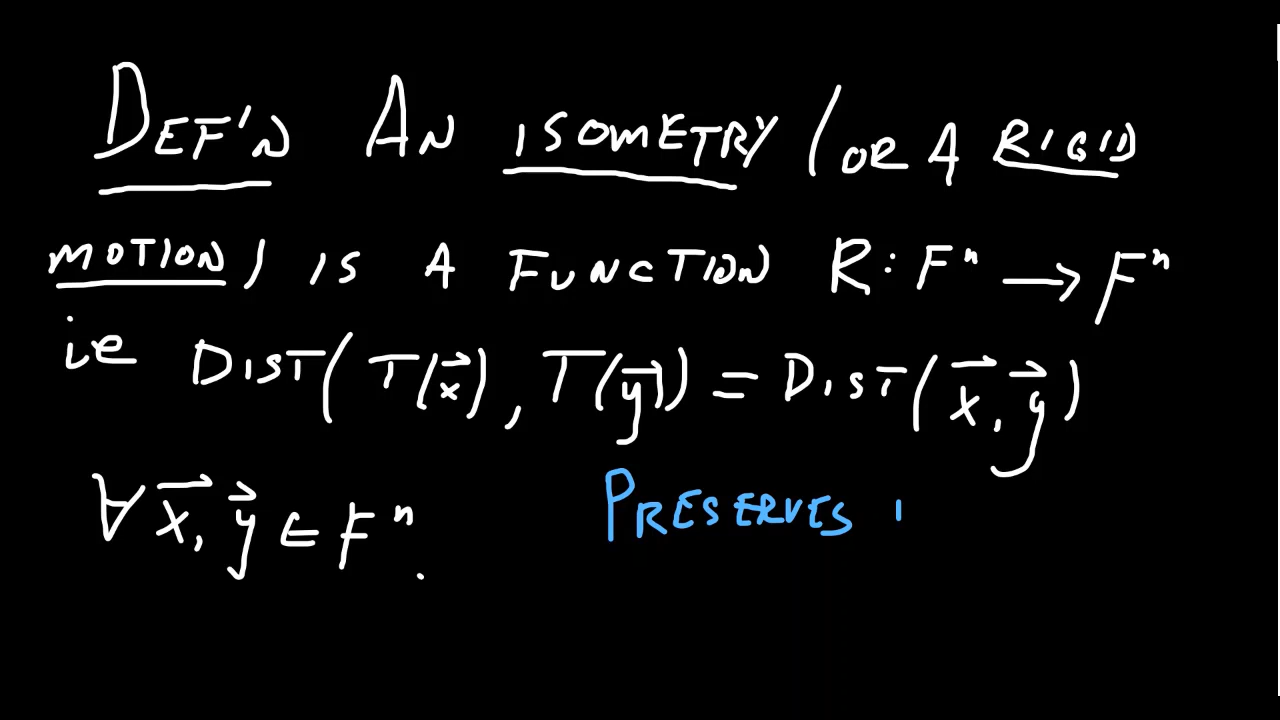 DEF'N AN ISOMETRY (OR A RIGID
MOTION) IS A FUNCTION R: Fⁿ → Fⁿ
ie DIST(T(x⃗), T(y⃗)) = DIST(x⃗, y⃗)
∀ x⃗, y⃗ ∈ Fⁿ.
PRESERVES